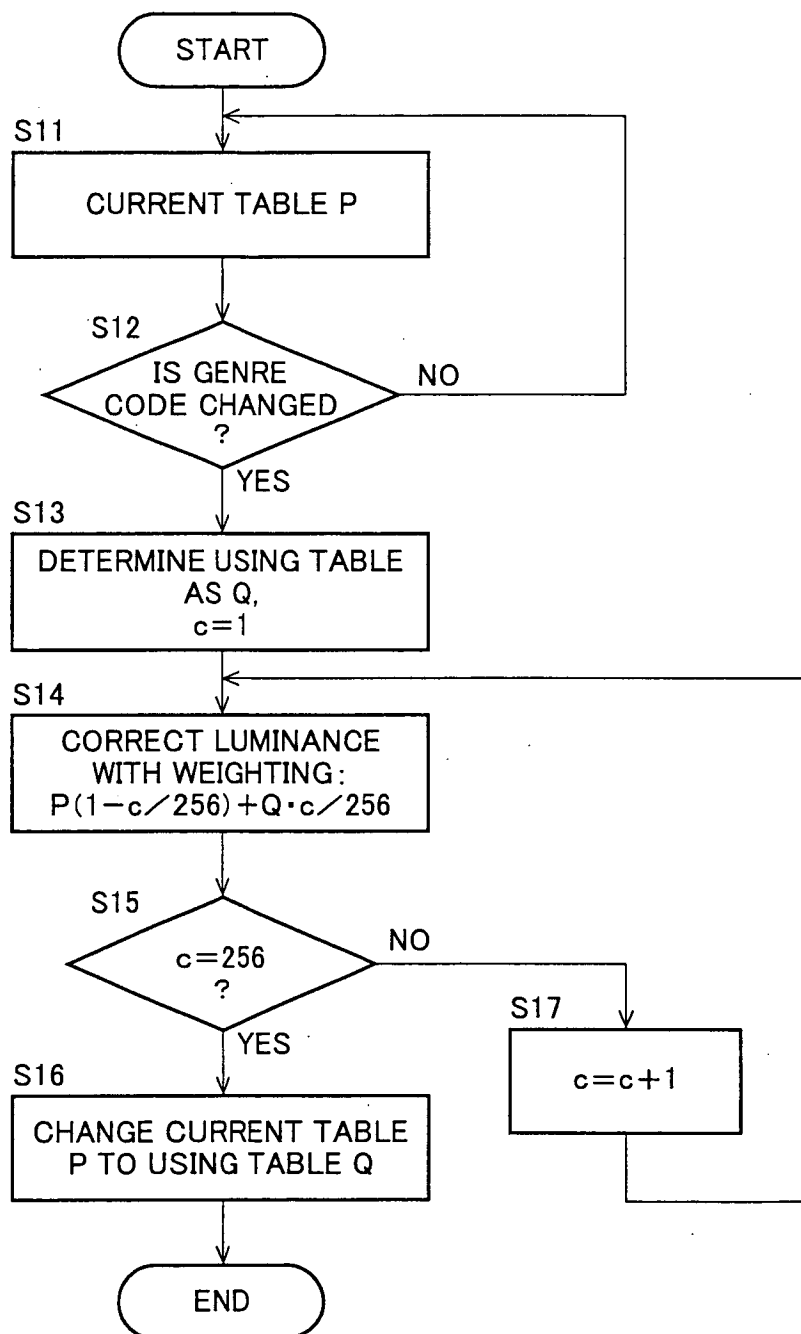 START
S11
CURRENT TABLE P
S12
IS GENRE
CODE CHANGED
?
NO
YES
S13
DETERMINE USING TABLE
AS Q,
c=1
S14
CORRECT LUMINANCE
WITH WEIGHTING:
P(1-c/256)+Q·c/256
S15
c=256
?
NO
YES
S17
c=c+1
S16
CHANGE CURRENT TABLE
P TO USING TABLE Q
END